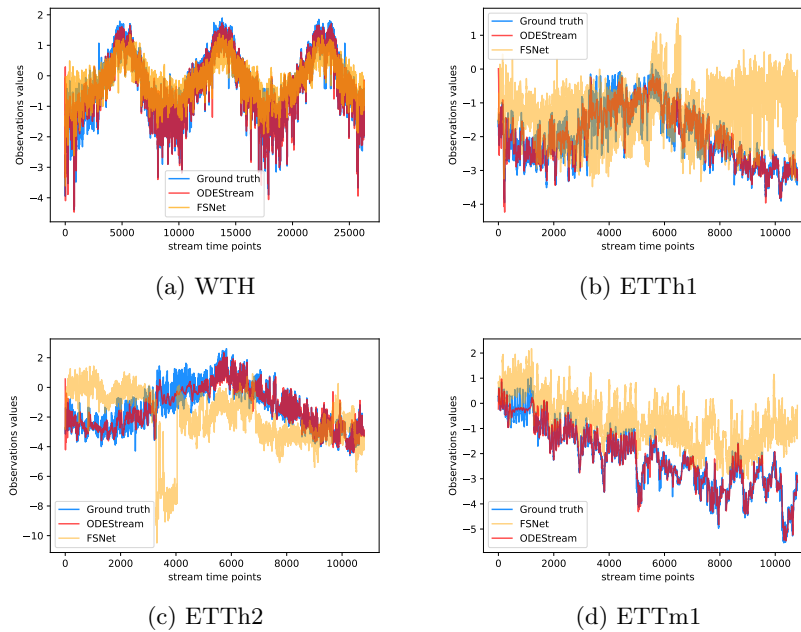 2
1
0
−1
−2
−3
−4
Observations values
Ground truth
ODEStream
FSNet
0
5000
10000
15000
20000
25000
stream time points
(a) WTH
1
0
−1
−2
−3
−4
Observations values
Ground truth
ODEStream
FSNet
0
2000
4000
6000
8000
10000
stream time points
(b) ETTh1
2
0
−2
−4
−6
−8
−10
Observations values
Ground truth
ODEStream
FSNet
0
2000
4000
6000
8000
10000
stream time points
(c) ETTh2
2
1
0
−1
−2
−3
−4
−5
Observations values
Ground truth
FSNet
ODEStream
0
2000
4000
6000
8000
10000
stream time points
(d) ETTm1